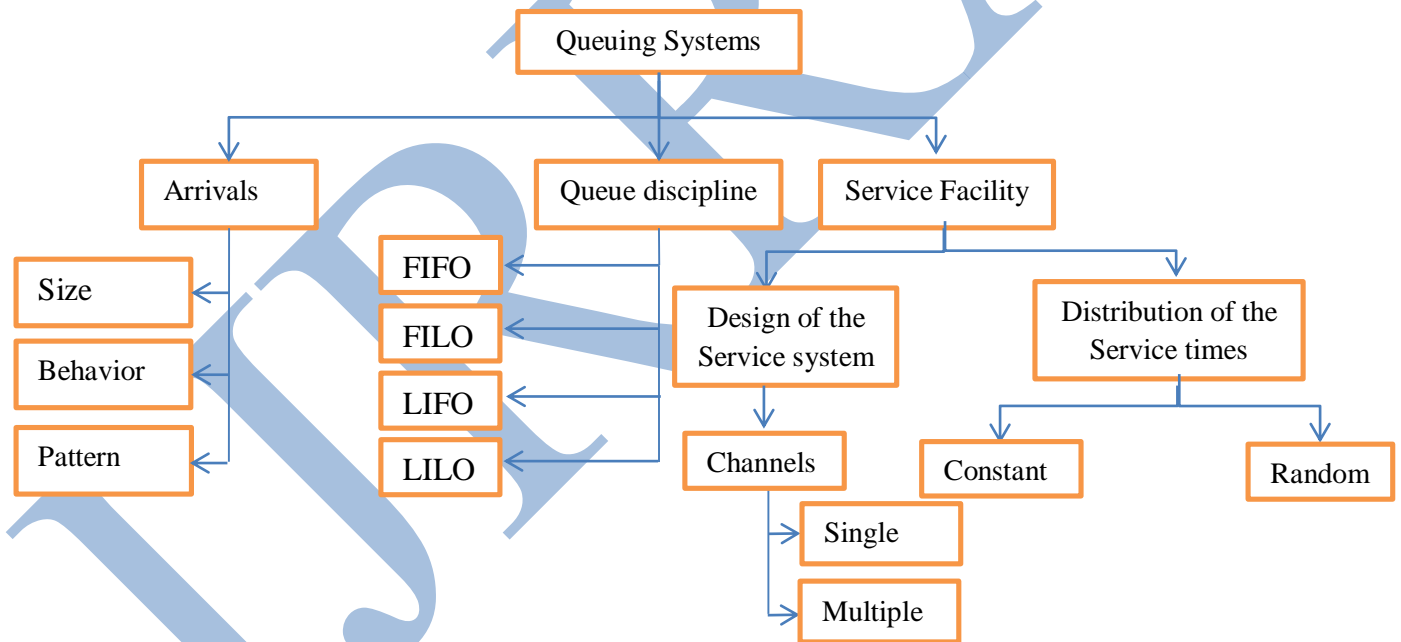 Queuing Systems
Arrivals
Queue discipline
Service Facility
Size
Behavior
Pattern
FIFO
FILO
LIFO
LILO
Design of the
Service system
Channels
Single
Multiple
Distribution of the
Service times
Constant
Random